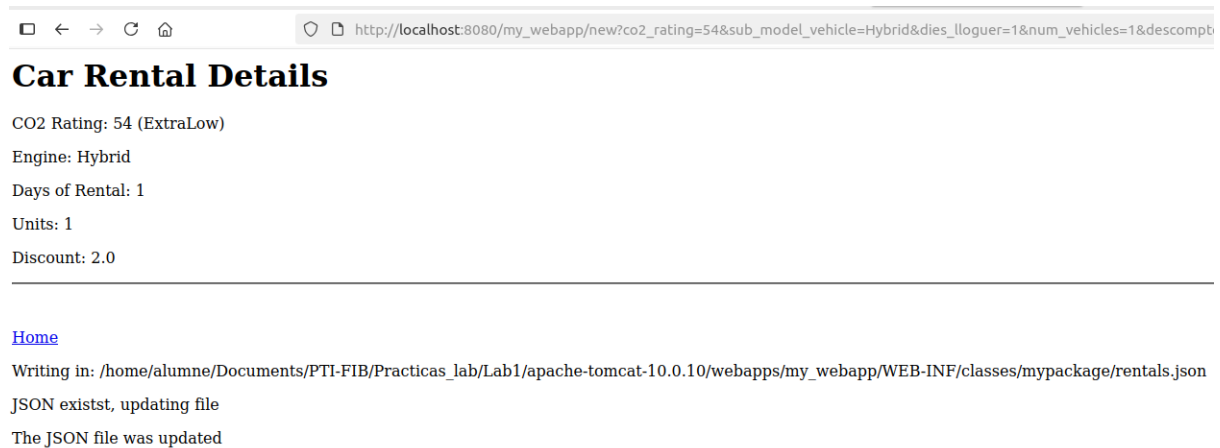 http://localhost:8080/my_webapp/new?co2_rating=54&sub_model_vehicle=Hybrid&dies_lloguer=1&num_vehicles=1&descompt
Car Rental Details
CO2 Rating: 54 (ExtraLow)
Engine: Hybrid
Days of Rental: 1
Units: 1
Discount: 2.0
Home
Writing in: /home/alumne/Documents/PTI-FIB/Practicas_lab/Lab1/apache-tomcat-10.0.10/webapps/my_webapp/WEB-INF/classes/mypackage/rentals.json
JSON existst, updating file
The JSON file was updated